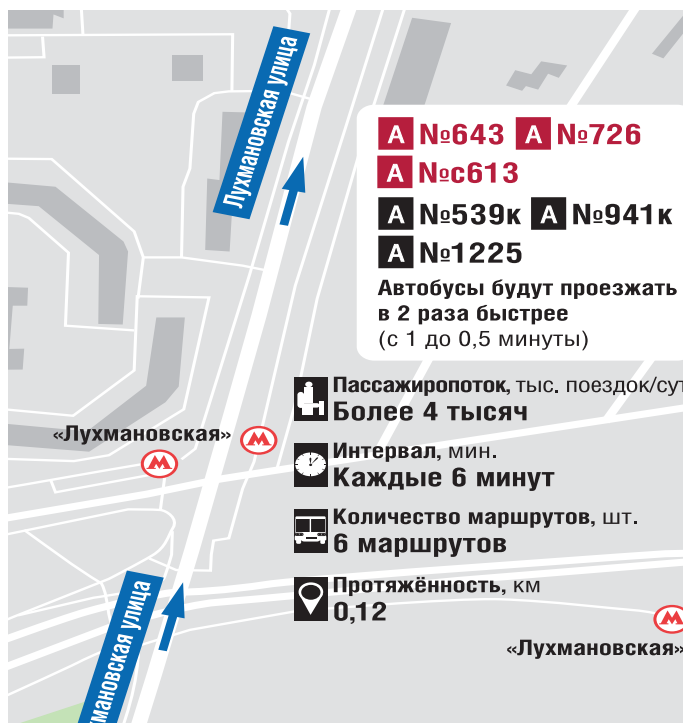 Лухмановская улица
А №643 А №726
А №с613
А №539к А №941к
А №1225
Автобусы будут проезжать
в 2 раза быстрее
(с 1 до 0,5 минуты)
Пассажиропоток, тыс. поездок/сут
Более 4 тысяч
«Лухмановская» М
М
Интервал, мин.
Каждые 6 минут
Количество маршрутов, шт.
6 маршрутов
Протяжённость, км
0,12
М
«Лухмановская»
мановская улица